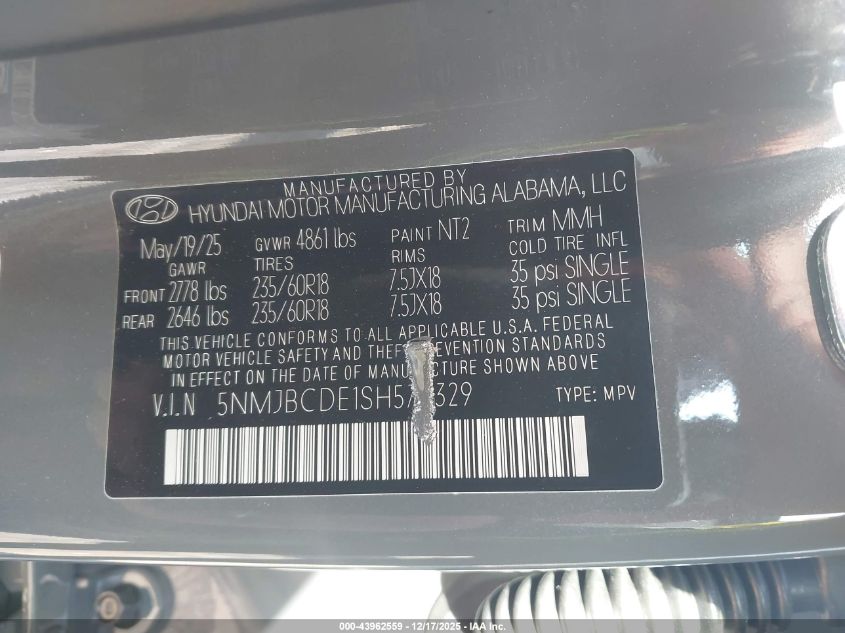 MANUFACTURED BY
HYUNDAI MOTOR MANUFACTURING ALABAMA, LLC
May/19/25 GVWR 4861 lbs PAINT NT2 TRIM MMH
GAWR TIRES RIMS COLD TIRE INFL
FRONT 2778 lbs 235/60R18 7.5JX18 35 psi SINGLE
REAR 2646 lbs 235/60R18 7.5JX18 35 psi SINGLE
THIS VEHICLE CONFORMS TO ALL APPLICABLE U.S.A. FEDERAL
MOTOR VEHICLE SAFETY AND THEFT PREVENTION STANDARDS
IN EFFECT ON THE DATE OF MANUFACTURE SHOWN ABOVE
V.I.N TYPE: MPV
000-43962559 — 12/17/2025 — IAA Inc.